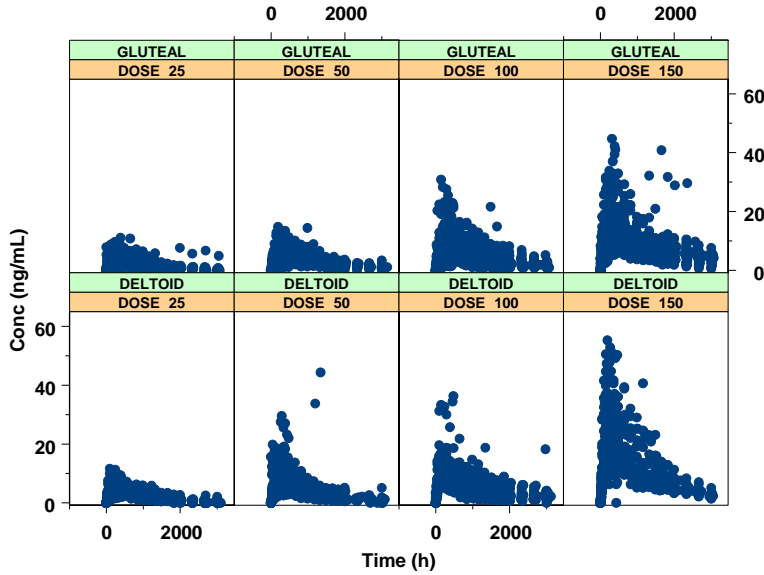 0 2000 0 2000
GLUTEAL GLUTEAL GLUTEAL GLUTEAL
DOSE 25 DOSE 50 DOSE 100 DOSE 150
60
40
20
0
DELTOID DELTOID DELTOID DELTOID
DOSE 25 DOSE 50 DOSE 100 DOSE 150
60
40
20
0
Conc (ng/mL)
0 2000 0 2000
Time (h)